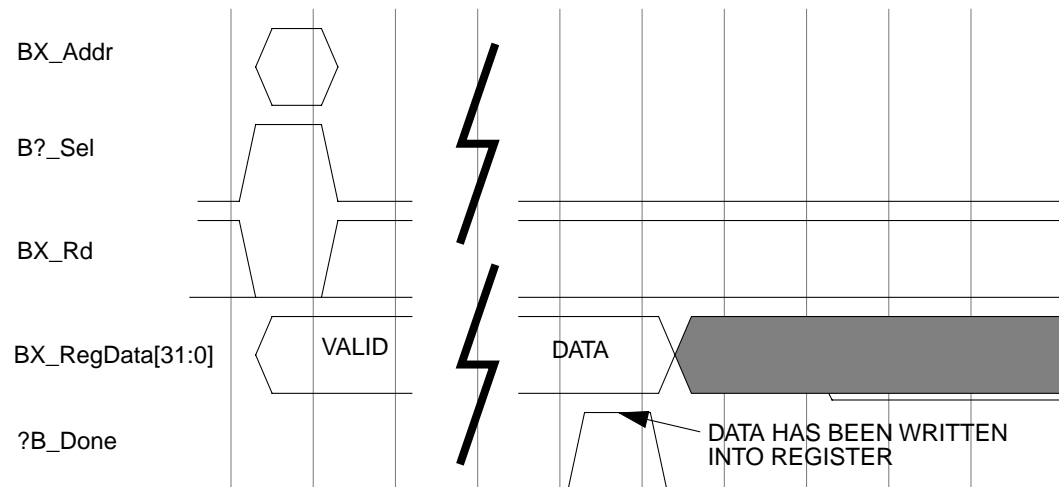 BX_Addr
B?_Sel
BX_Rd
BX_RegData[31:0]
VALID
DATA
?B_Done
DATA HAS BEEN WRITTEN
INTO REGISTER